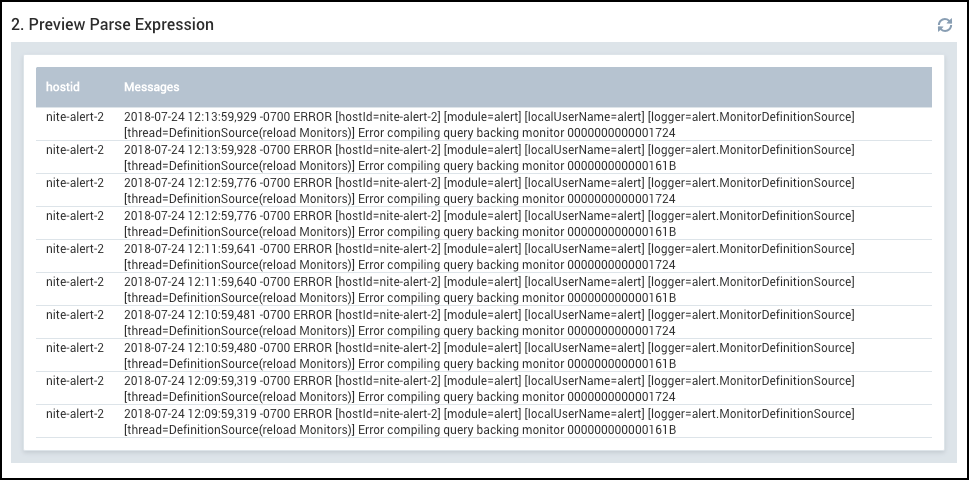 2. Preview Parse Expression
hostid Messages
nite-alert-2 2018-07-24 12:13:59,929 -0700 ERROR [hostId=nite-alert-2] [module=alert] [localUserName=alert] [logger=alert.MonitorDefinitionSource]
[thread=DefinitionSource(reload Monitors)] Error compiling query backing monitor 0000000000001724
nite-alert-2 2018-07-24 12:13:59,928 -0700 ERROR [hostId=nite-alert-2] [module=alert] [localUserName=alert] [logger=alert.MonitorDefinitionSource]
[thread=DefinitionSource(reload Monitors)] Error compiling query backing monitor 000000000000161B
nite-alert-2 2018-07-24 12:12:59,776 -0700 ERROR [hostId=nite-alert-2] [module=alert] [localUserName=alert] [logger=alert.MonitorDefinitionSource]
[thread=DefinitionSource(reload Monitors)] Error compiling query backing monitor 0000000000001724
nite-alert-2 2018-07-24 12:12:59,776 -0700 ERROR [hostId=nite-alert-2] [module=alert] [localUserName=alert] [logger=alert.MonitorDefinitionSource]
[thread=DefinitionSource(reload Monitors)] Error compiling query backing monitor 000000000000161B
nite-alert-2 2018-07-24 12:11:59,641 -0700 ERROR [hostId=nite-alert-2] [module=alert] [localUserName=alert] [logger=alert.MonitorDefinitionSource]
[thread=DefinitionSource(reload Monitors)] Error compiling query backing monitor 0000000000001724
nite-alert-2 2018-07-24 12:11:59,640 -0700 ERROR [hostId=nite-alert-2] [module=alert] [localUserName=alert] [logger=alert.MonitorDefinitionSource]
[thread=DefinitionSource(reload Monitors)] Error compiling query backing monitor 000000000000161B
nite-alert-2 2018-07-24 12:10:59,481 -0700 ERROR [hostId=nite-alert-2] [module=alert] [localUserName=alert] [logger=alert.MonitorDefinitionSource]
[thread=DefinitionSource(reload Monitors)] Error compiling query backing monitor 0000000000001724
nite-alert-2 2018-07-24 12:10:59,480 -0700 ERROR [hostId=nite-alert-2] [module=alert] [localUserName=alert] [logger=alert.MonitorDefinitionSource]
[thread=DefinitionSource(reload Monitors)] Error compiling query backing monitor 000000000000161B
nite-alert-2 2018-07-24 12:09:59,319 -0700 ERROR [hostId=nite-alert-2] [module=alert] [localUserName=alert] [logger=alert.MonitorDefinitionSource]
[thread=DefinitionSource(reload Monitors)] Error compiling query backing monitor 0000000000001724
nite-alert-2 2018-07-24 12:09:59,319 -0700 ERROR [hostId=nite-alert-2] [module=alert] [localUserName=alert] [logger=alert.MonitorDefinitionSource]
[thread=DefinitionSource(reload Monitors)] Error compiling query backing monitor 000000000000161B